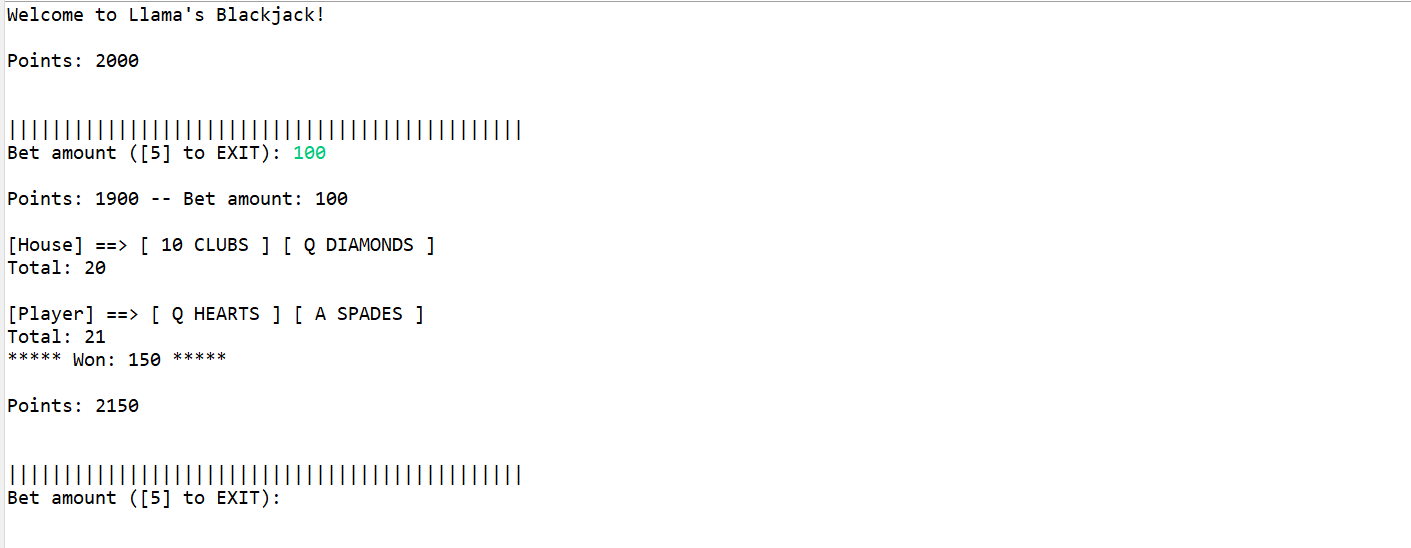 Welcome to Llama's Blackjack!
Points: 2000
|||||||||||||||||||||||||||||||||||||||||||||||
Bet amount ([5] to EXIT): 100
Points: 1900 -- Bet amount: 100
[House] ==> [ 10 CLUBS ] [ Q DIAMONDS ]
Total: 20
[Player] ==> [ Q HEARTS ] [ A SPADES ]
Total: 21
***** Won: 150 *****
Points: 2150
|||||||||||||||||||||||||||||||||||||||||||||||
Bet amount ([5] to EXIT):